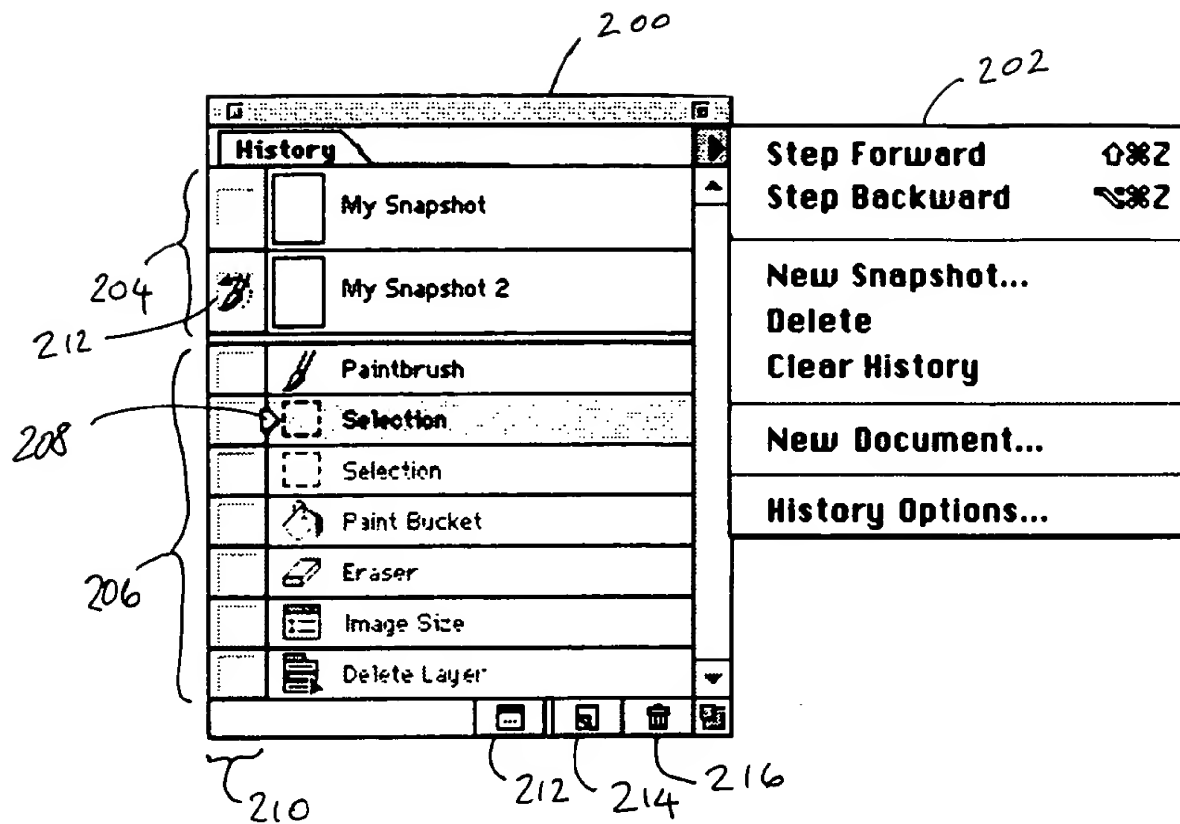 200
202
History
Step Forward ⇧⌘Z
Step Backward ⌥⌘Z
My Snapshot
204
My Snapshot 2
212
New Snapshot...
Delete
Clear History
Paintbrush
208
Selection
New Document...
Selection
History Options...
Paint Bucket
206
Eraser
Image Size
Delete Layer
210
212
214
216